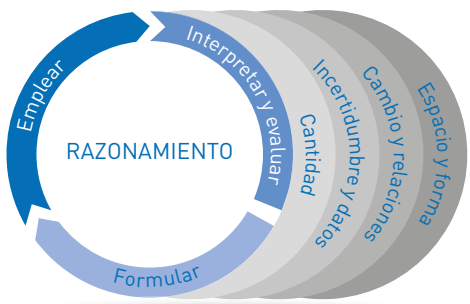 Emplear
Interpretar y evaluar
Formular
RAZONAMIENTO
Cantidad
Incertidumbre y datos
Cambio y relaciones
Espacio y forma